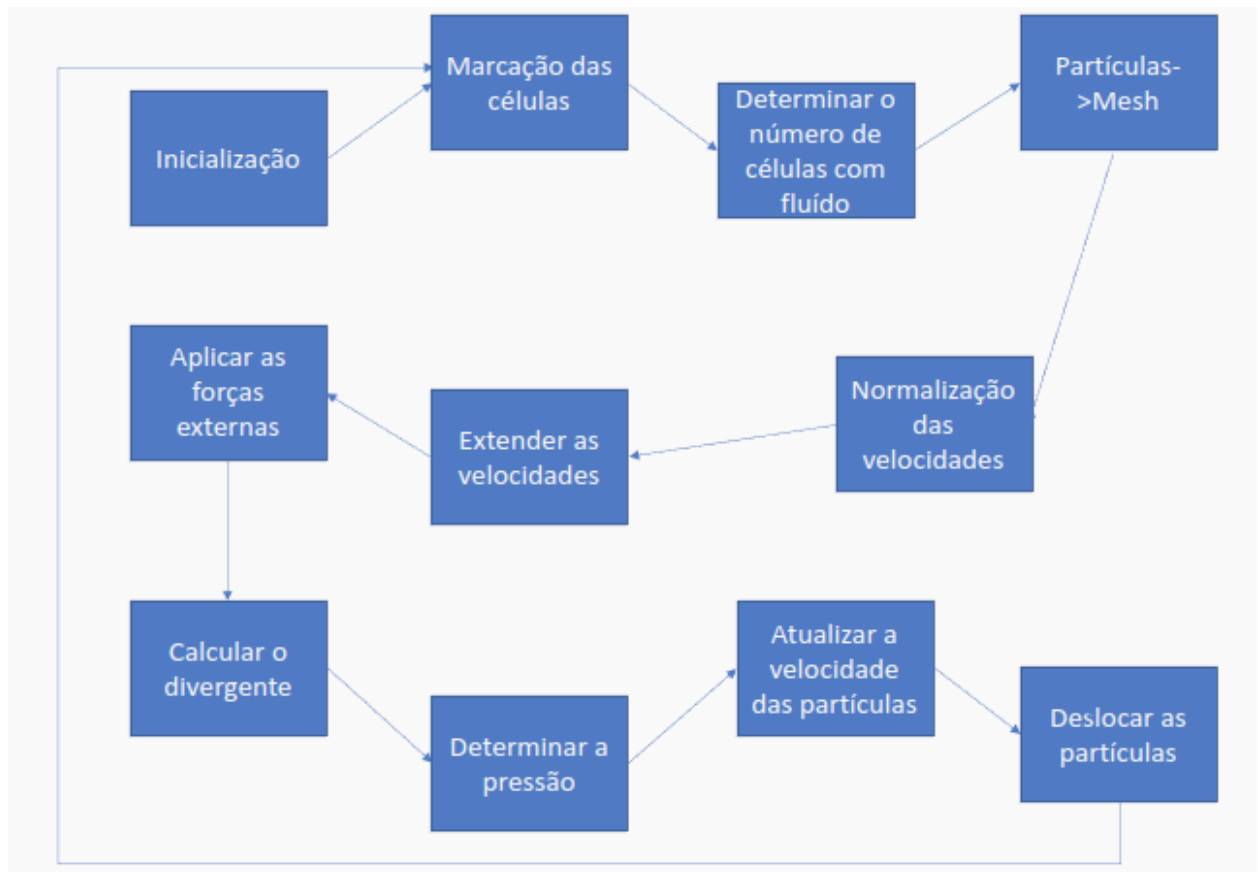 Inicialização
Marcação das
células
Determinar o
número de
células com
fluído
Partículas-
>Mesh
Normalização
das
velocidades
Extender as
velocidades
Aplicar as
forças
externas
Calcular o
divergente
Determinar a
pressão
Atualizar a
velocidade
das partículas
Deslocar as
partículas